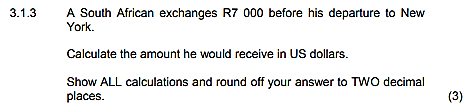 3.1.3 A South African exchanges R7 000 before his departure to New
York.
Calculate the amount he would receive in US dollars.
Show ALL calculations and round off your answer to TWO decimal
places. (3)